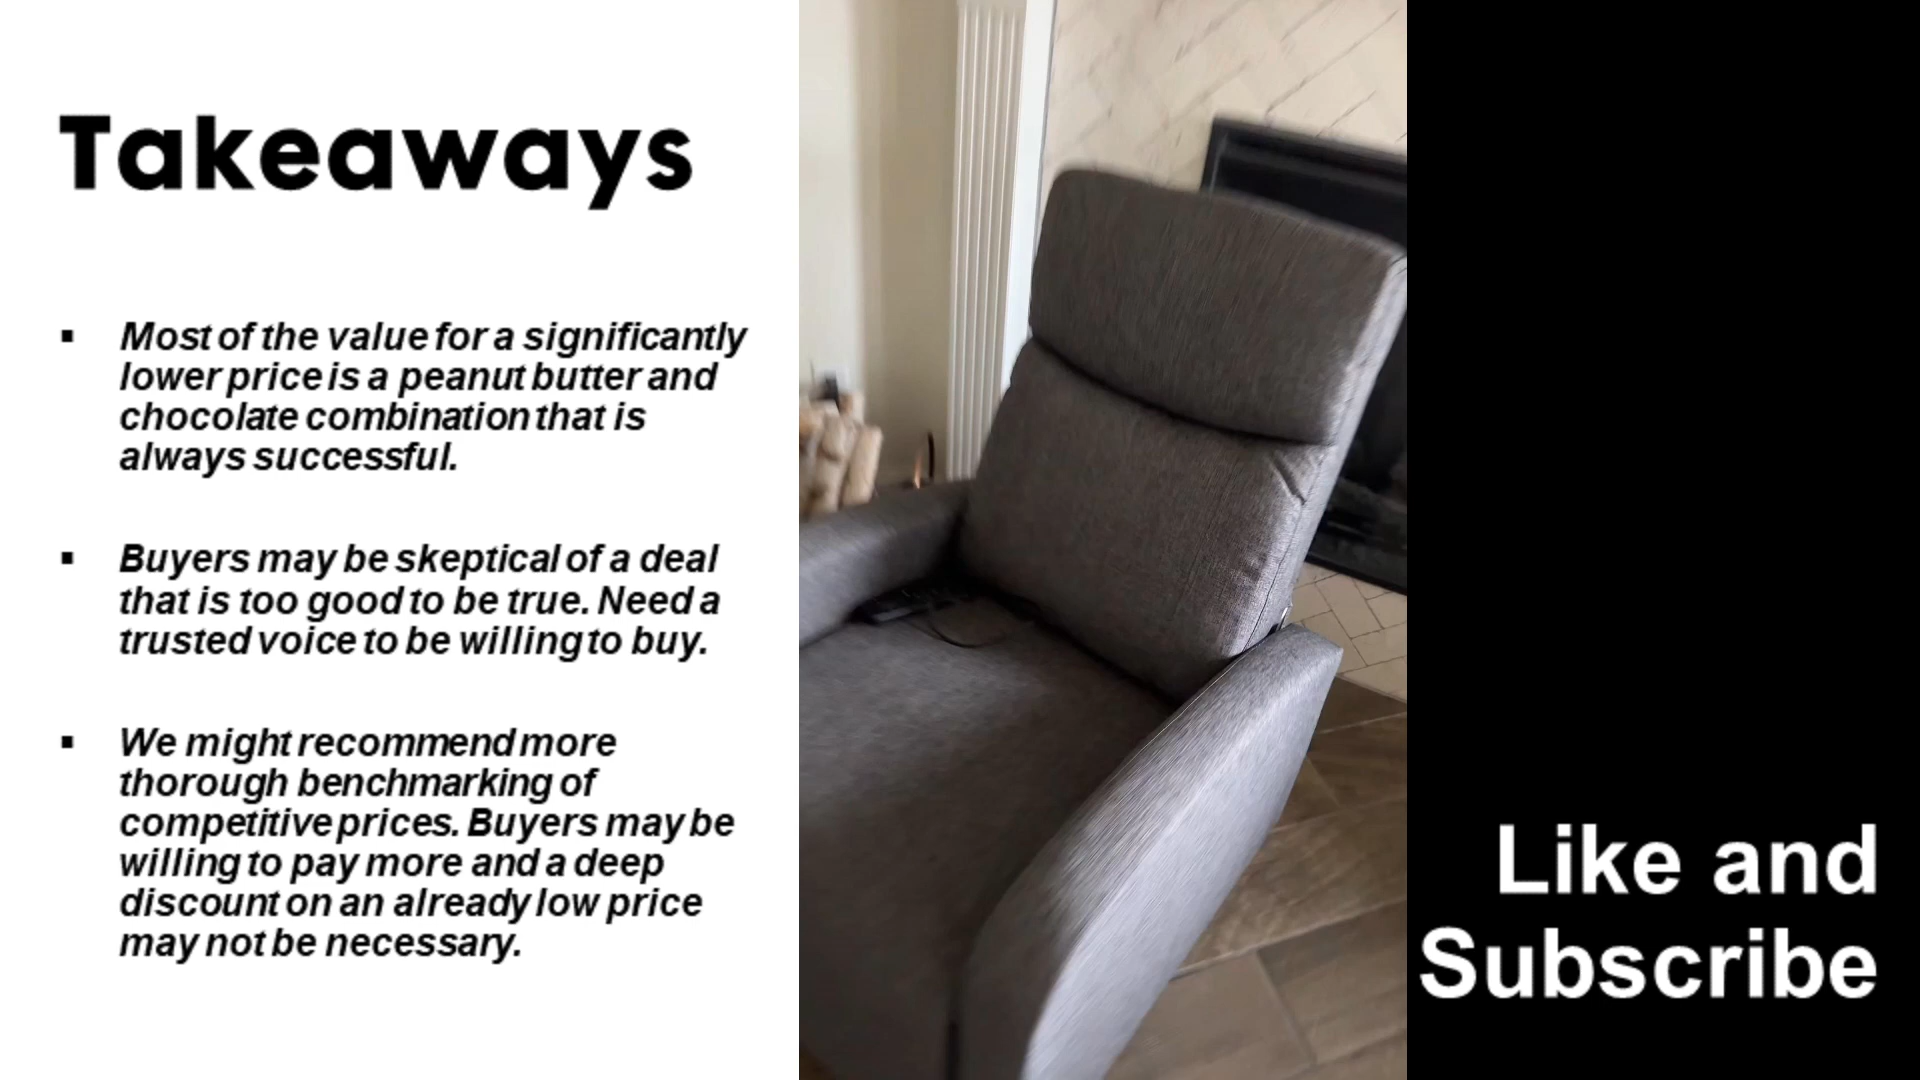 Takeaways
▪ Most of the value for a significantly
lower price is a peanut butter and
chocolate combination that is
always successful.
▪ Buyers may be skeptical of a deal
that is too good to be true. Need a
trusted voice to be willing to buy.
▪ We might recommend more
thorough benchmarking of
competitive prices. Buyers may be
willing to pay more and a deep
discount on an already low price
may not be necessary.
Like and
Subscribe